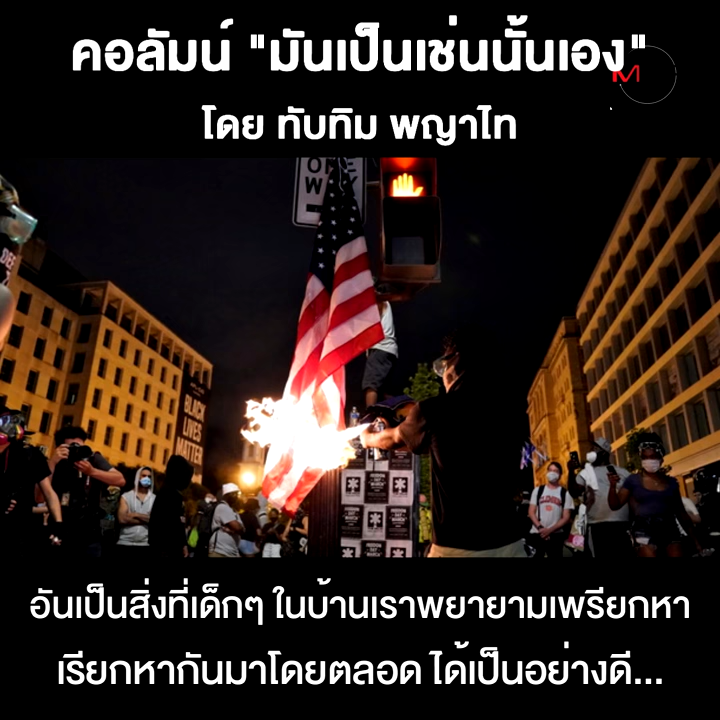 คอลัมน์ "มันเป็นเช่นนั้นเอง"
M
โดย ทับทิม พญาไท
ONE
WAY
BLACK
LIVES
MATTER
อันเป็นสิ่งที่เด็กๆ ในบ้านเราพยายามเพรียกหา
เรียกหากันมาโดยตลอด ได้เป็นอย่างดี...